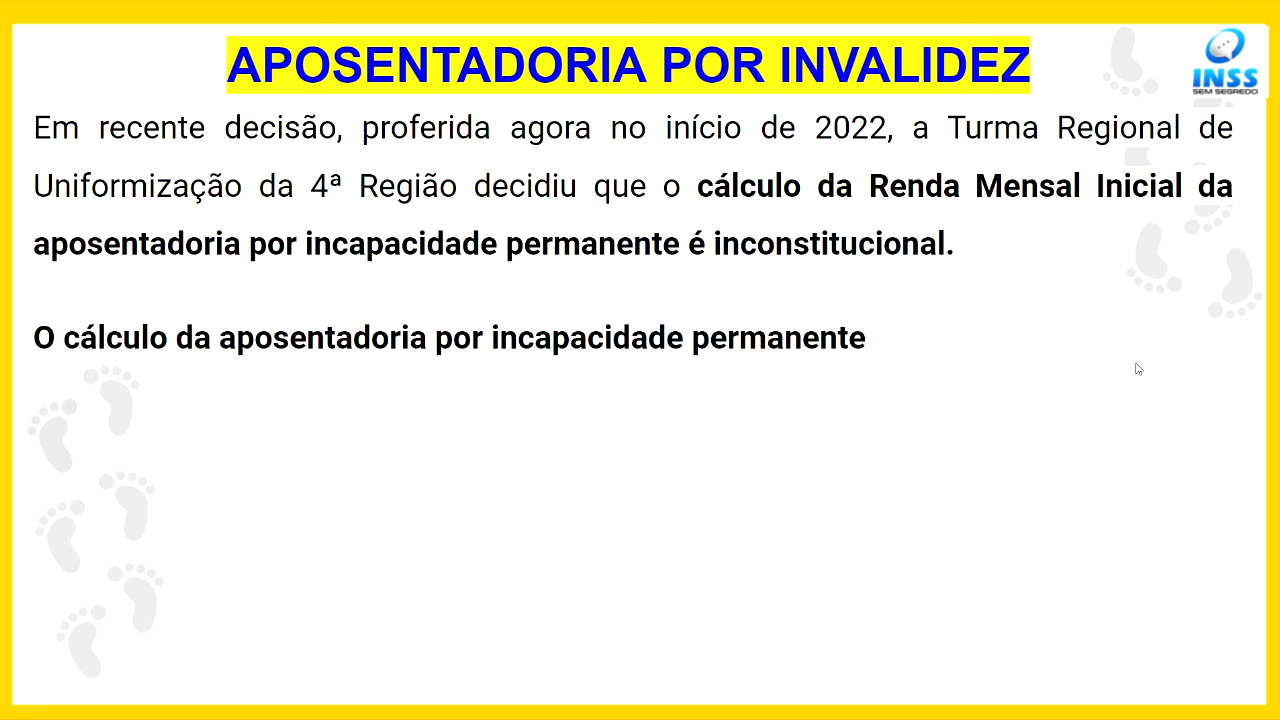 APOSENTADORIA POR INVALIDEZ
INSS
SEM SEGREDO
Em recente decisão, proferida agora no início de 2022, a Turma Regional de
Uniformização da 4ª Região decidiu que o cálculo da Renda Mensal Inicial da
aposentadoria por incapacidade permanente é inconstitucional.
O cálculo da aposentadoria por incapacidade permanente